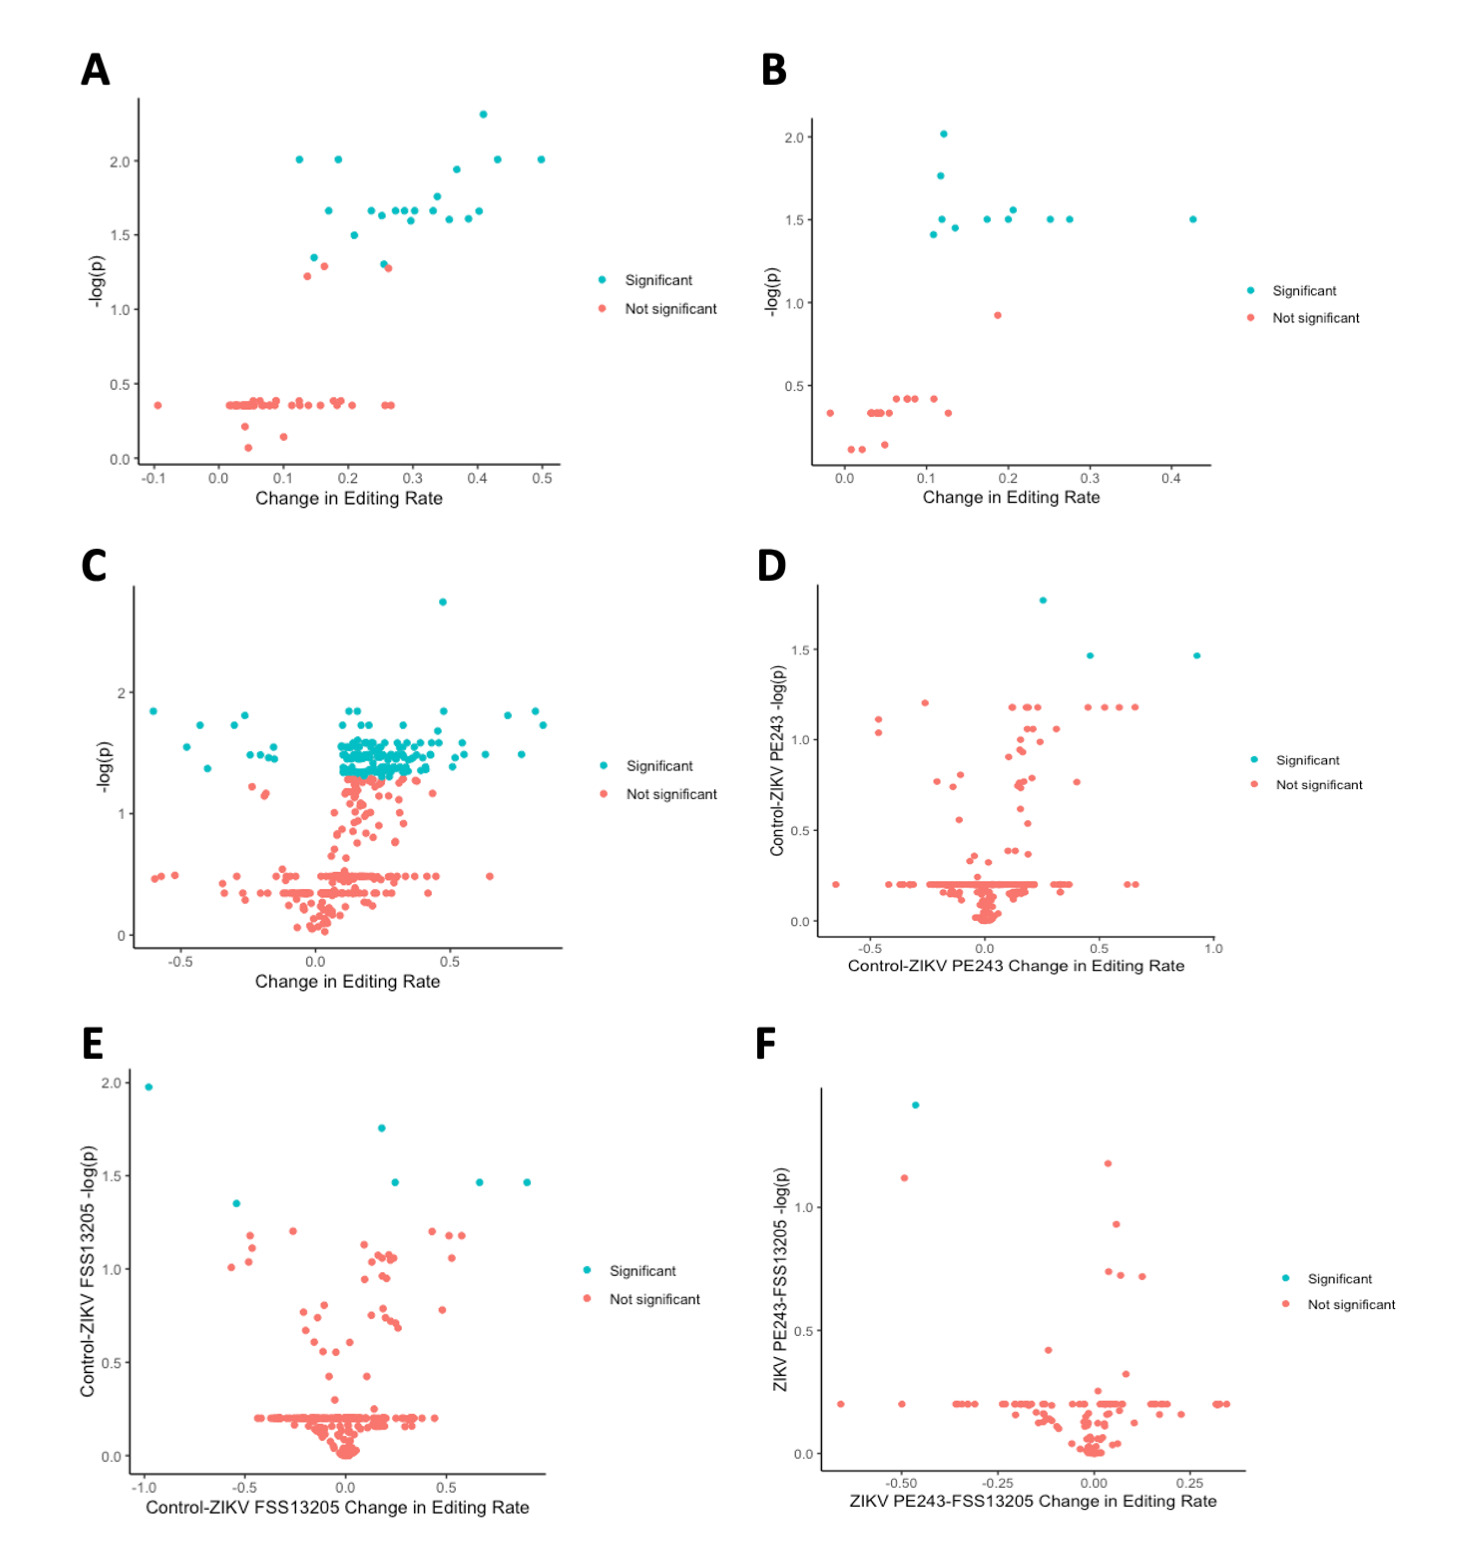 A
B
-log(p)
2.0
1.5
1.0
0.5
0.0
-0.1
0.0
0.1
0.2
0.3
0.4
0.5
Change in Editing Rate
Significant
Not significant
-log(p)
2.0
1.5
1.0
0.5
0.0
0.1
0.2
0.3
0.4
Change in Editing Rate
Significant
Not significant
C
D
-log(p)
2
1
0
-0.5
0.0
0.5
Change in Editing Rate
Significant
Not significant
Control-ZIKV PE243 -log(p)
1.5
1.0
0.5
0.0
-0.5
0.0
0.5
1.0
Control-ZIKV PE243 Change in Editing Rate
Significant
Not significant
E
F
Control-ZIKV FSS13205 -log(p)
2.0
1.5
1.0
0.5
0.0
-1.0
-0.5
0.0
0.5
Control-ZIKV FSS13205 Change in Editing Rate
Significant
Not significant
ZIKV PE243-FSS13205 -log(p)
1.0
0.5
0.0
-0.50
-0.25
0.00
0.25
ZIKV PE243-FSS13205 Change in Editing Rate
Significant
Not significant